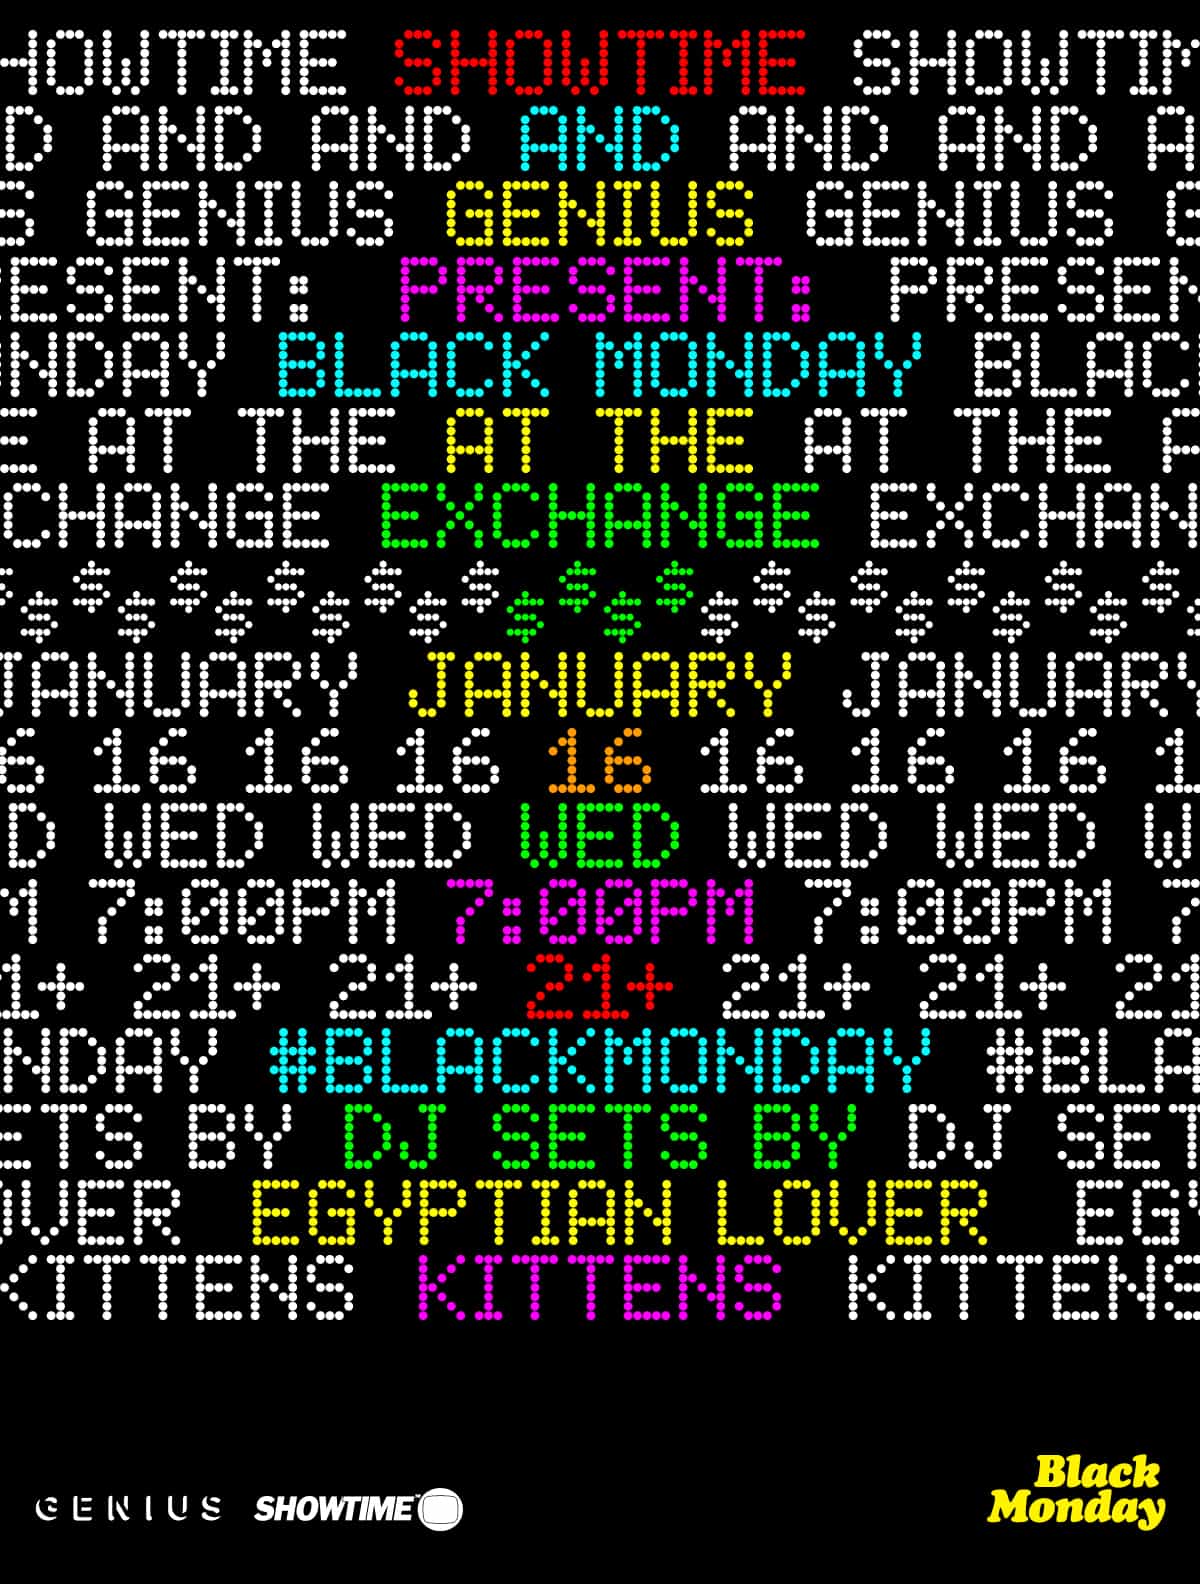 HOWTIME SHOWTIME SHOWTIM
D AND AND AND AND AND A
S GENIUS GENIUS GENIUS G
ESENT: PRESENT: PRESEN
NDAY BLACK MONDAY BLAC
E AT THE AT THE AT THE A
CHANGE EXCHANGE EXCHAN
$ $ $ $ $ $ $ $ $ $ $ $ $ $ $ $ $ $ $ $ $ $ $ $ $
JANUARY JANUARY JANUARY
6 16 16 16 16 16 16 16 1
D WED WED WED WED WED W
M 7:00PM 7:00PM 7:00PM 7
1+ 21+ 21+ 21+ 21+ 21+ 21
NDAY #BLACKMONDAY #BLA
ETS BY DJ SETS BY DJ SET
OVER EGYPTIAN LOVER EGY
KITTENS KITTENS KITTENS
GENIUS SHOWTIME™
Black
Monday